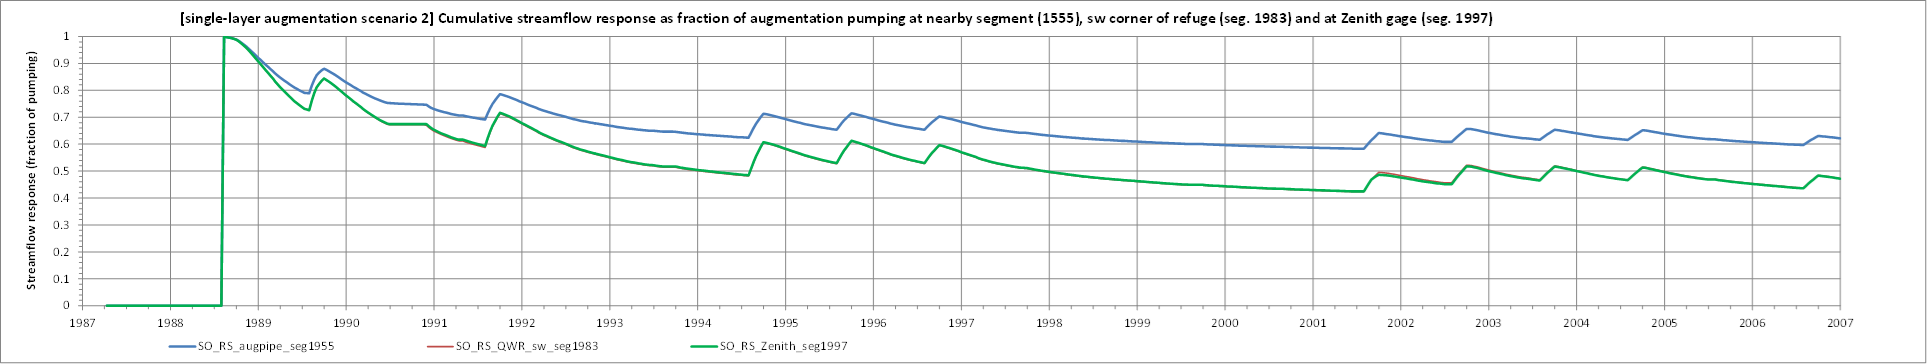 [single-layer augmentation scenario 2] Cumulative streamflow response as fraction of augmentation pumping at nearby segment (1555), sw corner of refuge (seg. 1983) and at Zenith gage (seg. 1997)
Streamflow response (fraction of pumping)
1
0.9
0.8
0.7
0.6
0.5
0.4
0.3
0.2
0.1
0
1987 1988 1989 1990 1991 1992 1993 1994 1995 1996 1997 1998 1999 2000 2001 2002 2003 2004 2005 2006 2007
SO_RS_augpipe_seg1955 SO_RS_QWR_sw_seg1983 SO_RS_Zenith_seg1997